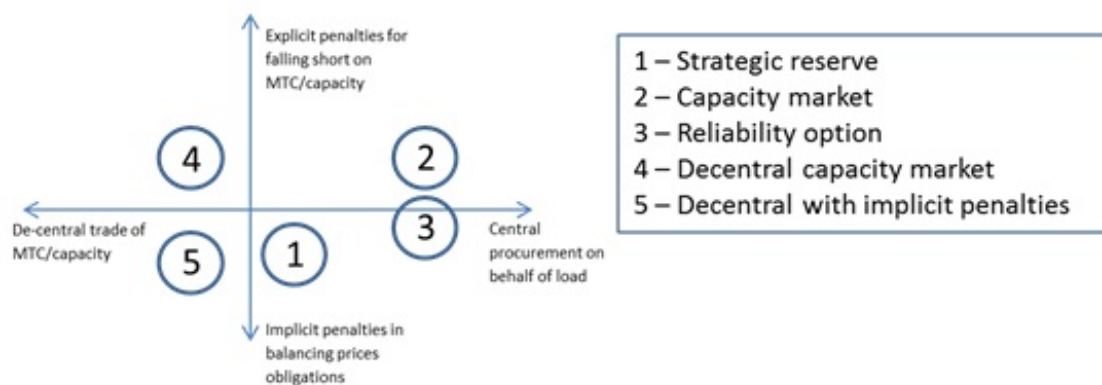 Explicit penalties for
falling short on
MTC/capacity
1 – Strategic reserve
2 – Capacity market
3 – Reliability option
4 – Decentral capacity market
5 – Decentral with implicit penalties
4
2
De-central trade of
MTC/capacity
5
1
3
Central
procurement on
behalf of load
Implicit penalties in
balancing prices
obligations